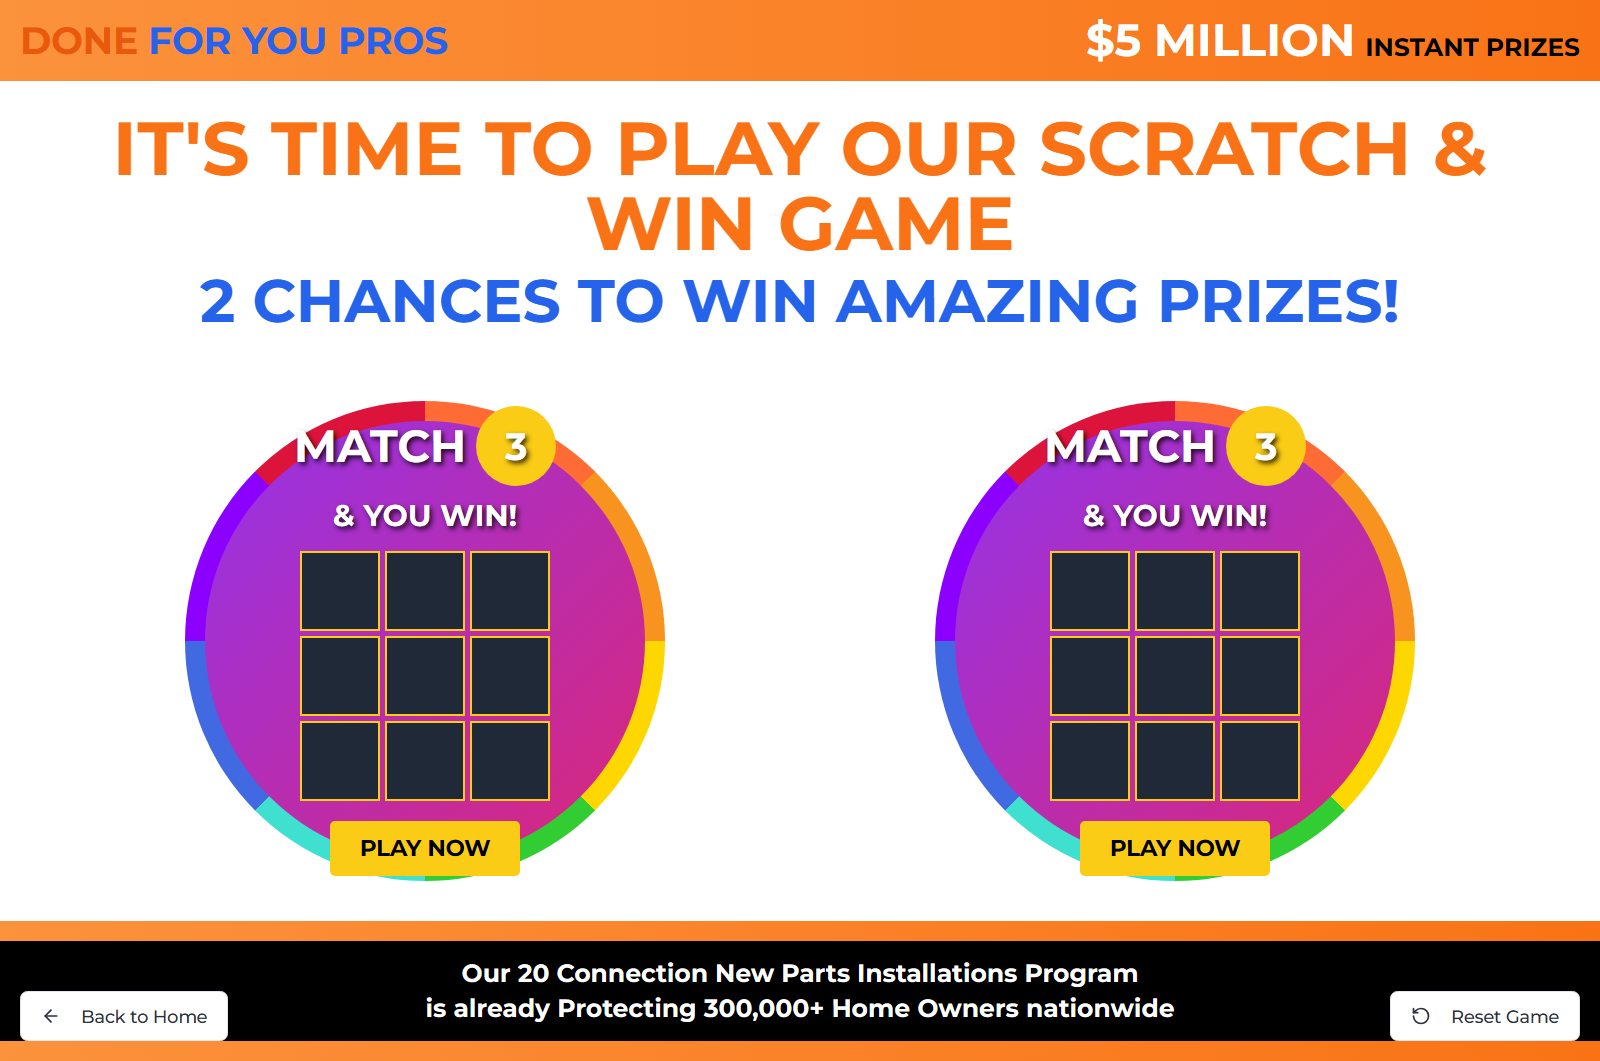 DONE FOR YOU PROS
$5 MILLION INSTANT PRIZES
IT'S TIME TO PLAY OUR SCRATCH &
WIN GAME
2 CHANCES TO WIN AMAZING PRIZES!
MATCH 3
& YOU WIN!
PLAY NOW
MATCH 3
& YOU WIN!
PLAY NOW
Our 20 Connection New Parts Installations Program
is already Protecting 300,000+ Home Owners nationwide
Back to Home
Reset Game